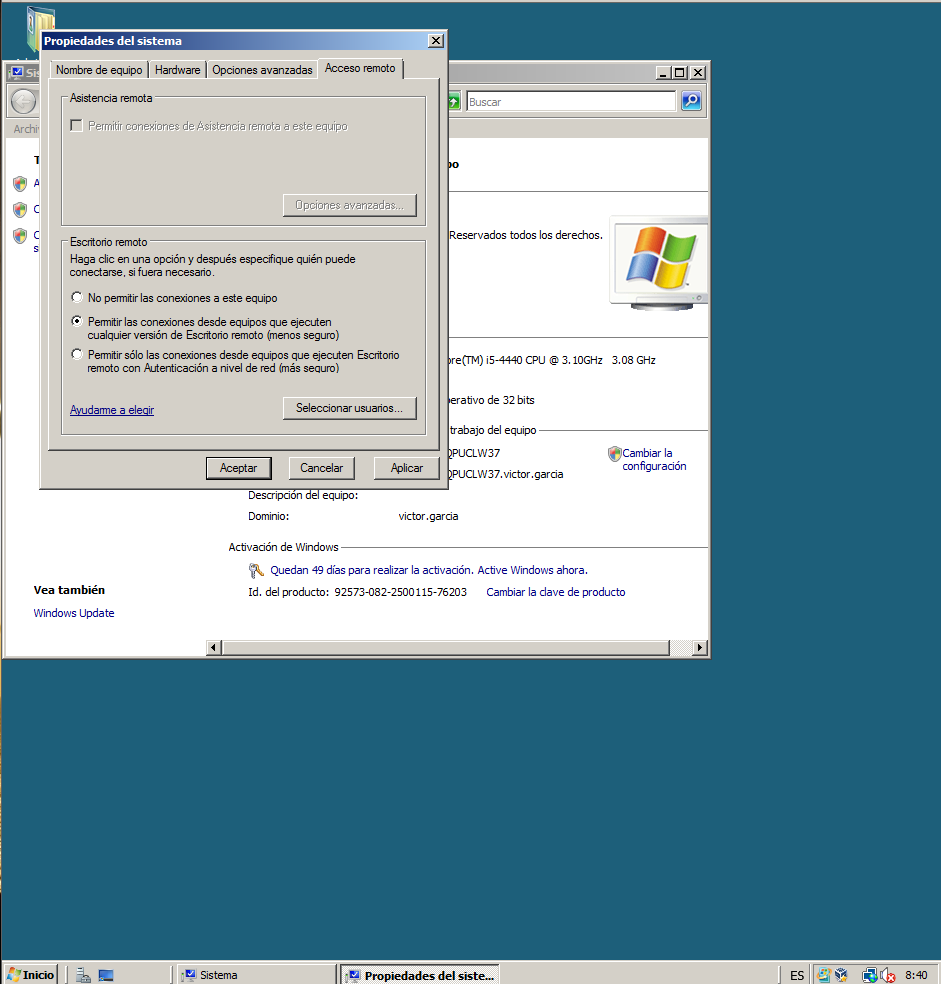 Propiedades del sistema
Nombre de equipo
Hardware
Opciones avanzadas
Acceso remoto
Asistencia remota
Permitir conexiones de Asistencia remota a este equipo
Opciones avanzadas...
Escritorio remoto
Haga clic en una opción y después especifique quién puede
conectarse, si fuera necesario.
No permitir las conexiones a este equipo
Permitir las conexiones desde equipos que ejecuten
cualquier versión de Escritorio remoto (menos seguro)
Permitir sólo las conexiones desde equipos que ejecuten Escritorio
remoto con Autenticación a nivel de red (más seguro)
Ayudarme a elegir
Seleccionar usuarios...
Aceptar
Cancelar
Aplicar
Buscar
Reservados todos los derechos.
re(TM) i5-4440 CPU @ 3.10GHz 3.08 GHz
erativo de 32 bits
trabajo del equipo
QPUCLW37
QPUCLW37.victor.garcia
Cambiar la
configuración
Descripción del equipo:
Dominio: victor.garcia
Activación de Windows
Quedan 49 días para realizar la activación. Active Windows ahora.
Id. del producto: 92573-082-2500115-76203 Cambiar la clave de producto
Vea también
Windows Update
Inicio
Sistema
Propiedades del siste...
ES
8:40